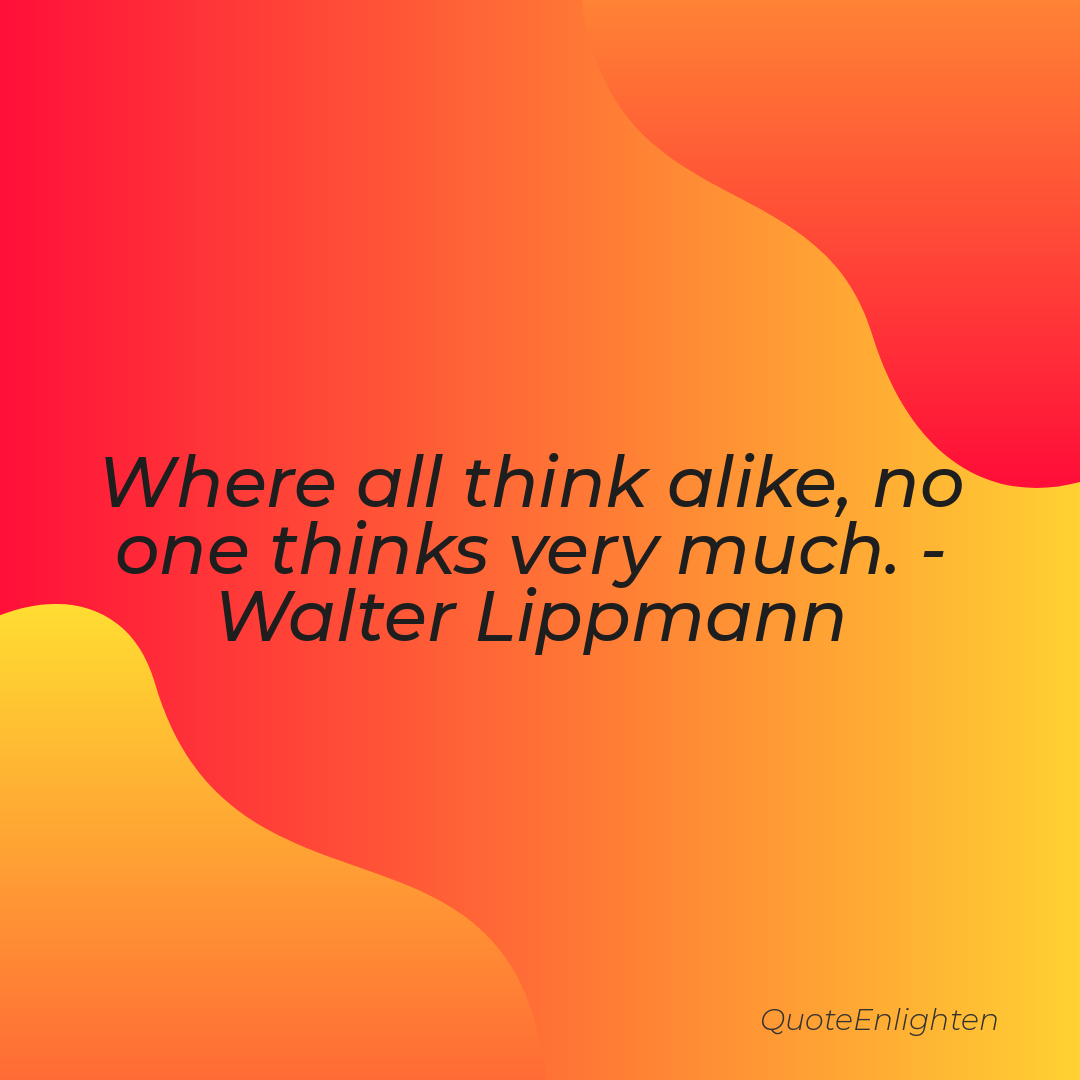 Where all think alike, no
one thinks very much. -
Walter Lippmann
QuoteEnlighten